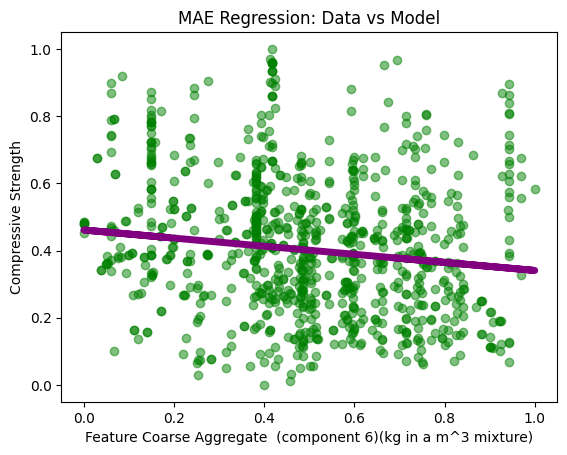 MAE Regression: Data vs Model
1.0
0.8
0.6
0.4
0.2
0.0
Compressive Strength
0.0 0.2 0.4 0.6 0.8 1.0
Feature Coarse Aggregate  (component 6)(kg in a m^3 mixture)